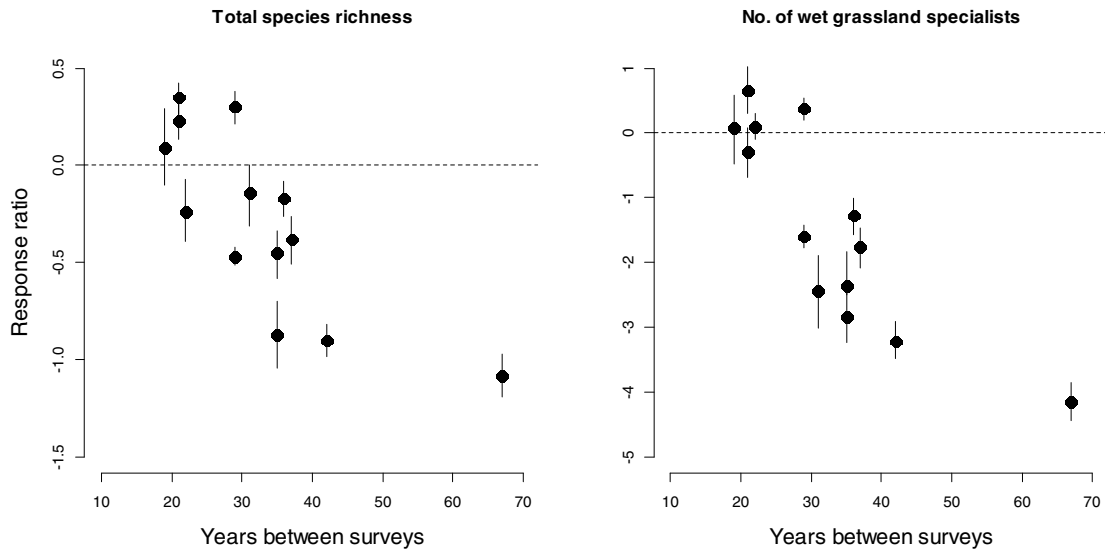 Total species richness
Response ratio
0.5
0.0
-0.5
-1.0
-1.5
10 20 30 40 50 60 70
Years between surveys
No. of wet grassland specialists
1
0
-1
-2
-3
-4
-5
10 20 30 40 50 60 70
Years between surveys